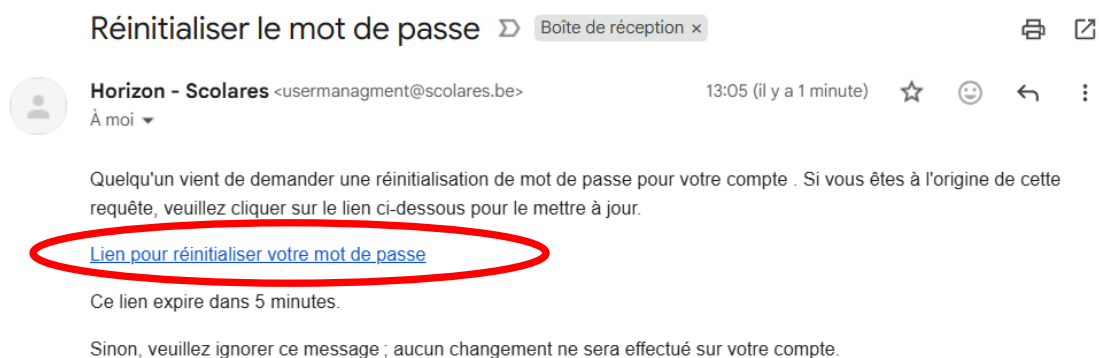 Réinitialiser le mot de passe Boîte de réception ×
Horizon - Scolares <usermanagment@scolares.be> 13:05 (il y a 1 minute)
À moi
Quelqu'un vient de demander une réinitialisation de mot de passe pour votre compte . Si vous êtes à l'origine de cette
requête, veuillez cliquer sur le lien ci-dessous pour le mettre à jour.
Lien pour réinitialiser votre mot de passe
Ce lien expire dans 5 minutes.
Sinon, veuillez ignorer ce message ; aucun changement ne sera effectué sur votre compte.